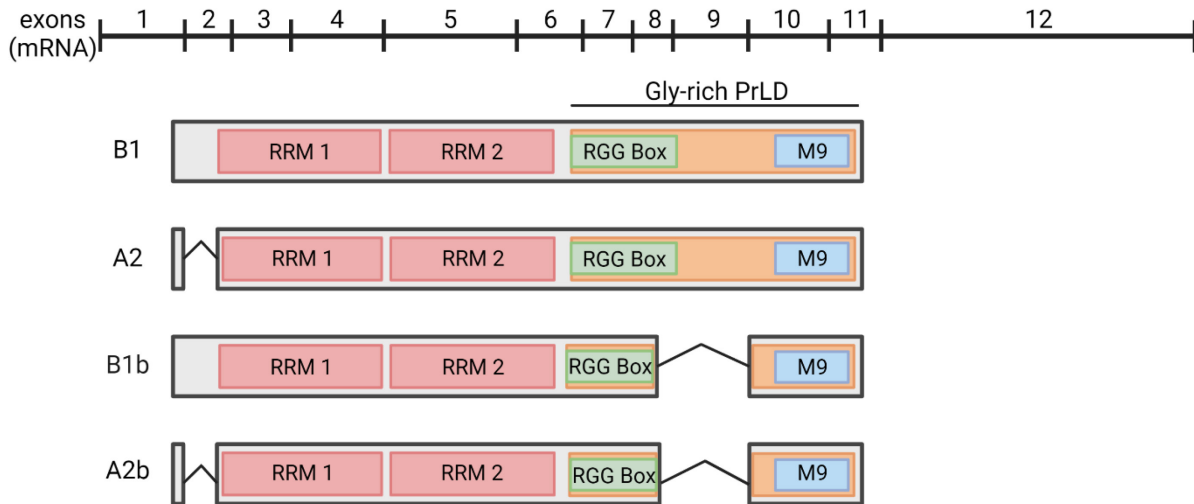 exons 1 2 3 4 5 6 7 8 9 10 11 12
(mRNA)
Gly-rich PrLD
B1 RRM 1 RRM 2 RGG Box M9
A2 RRM 1 RRM 2 RGG Box M9
B1b RRM 1 RRM 2 RGG Box M9
A2b RRM 1 RRM 2 RGG Box M9